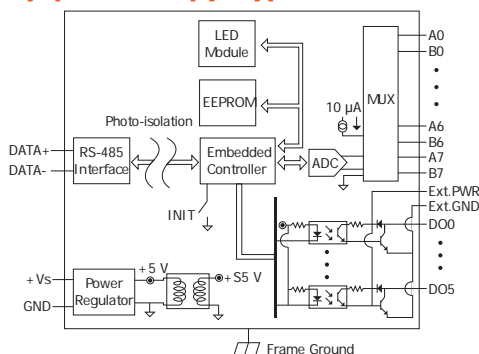 LED
Module
EEPROM
Photo-isolation
DATA+
DATA-
RS-485
Interface
Embedded
Controller
INIT
ADC
10 µA
MUX
A0
B0
A6
B6
A7
B7
Ext.PWR
Ext.GND
DO0
DO5
+Vs
GND
Power
Regulator
+5 V
+S5 V
Frame Ground